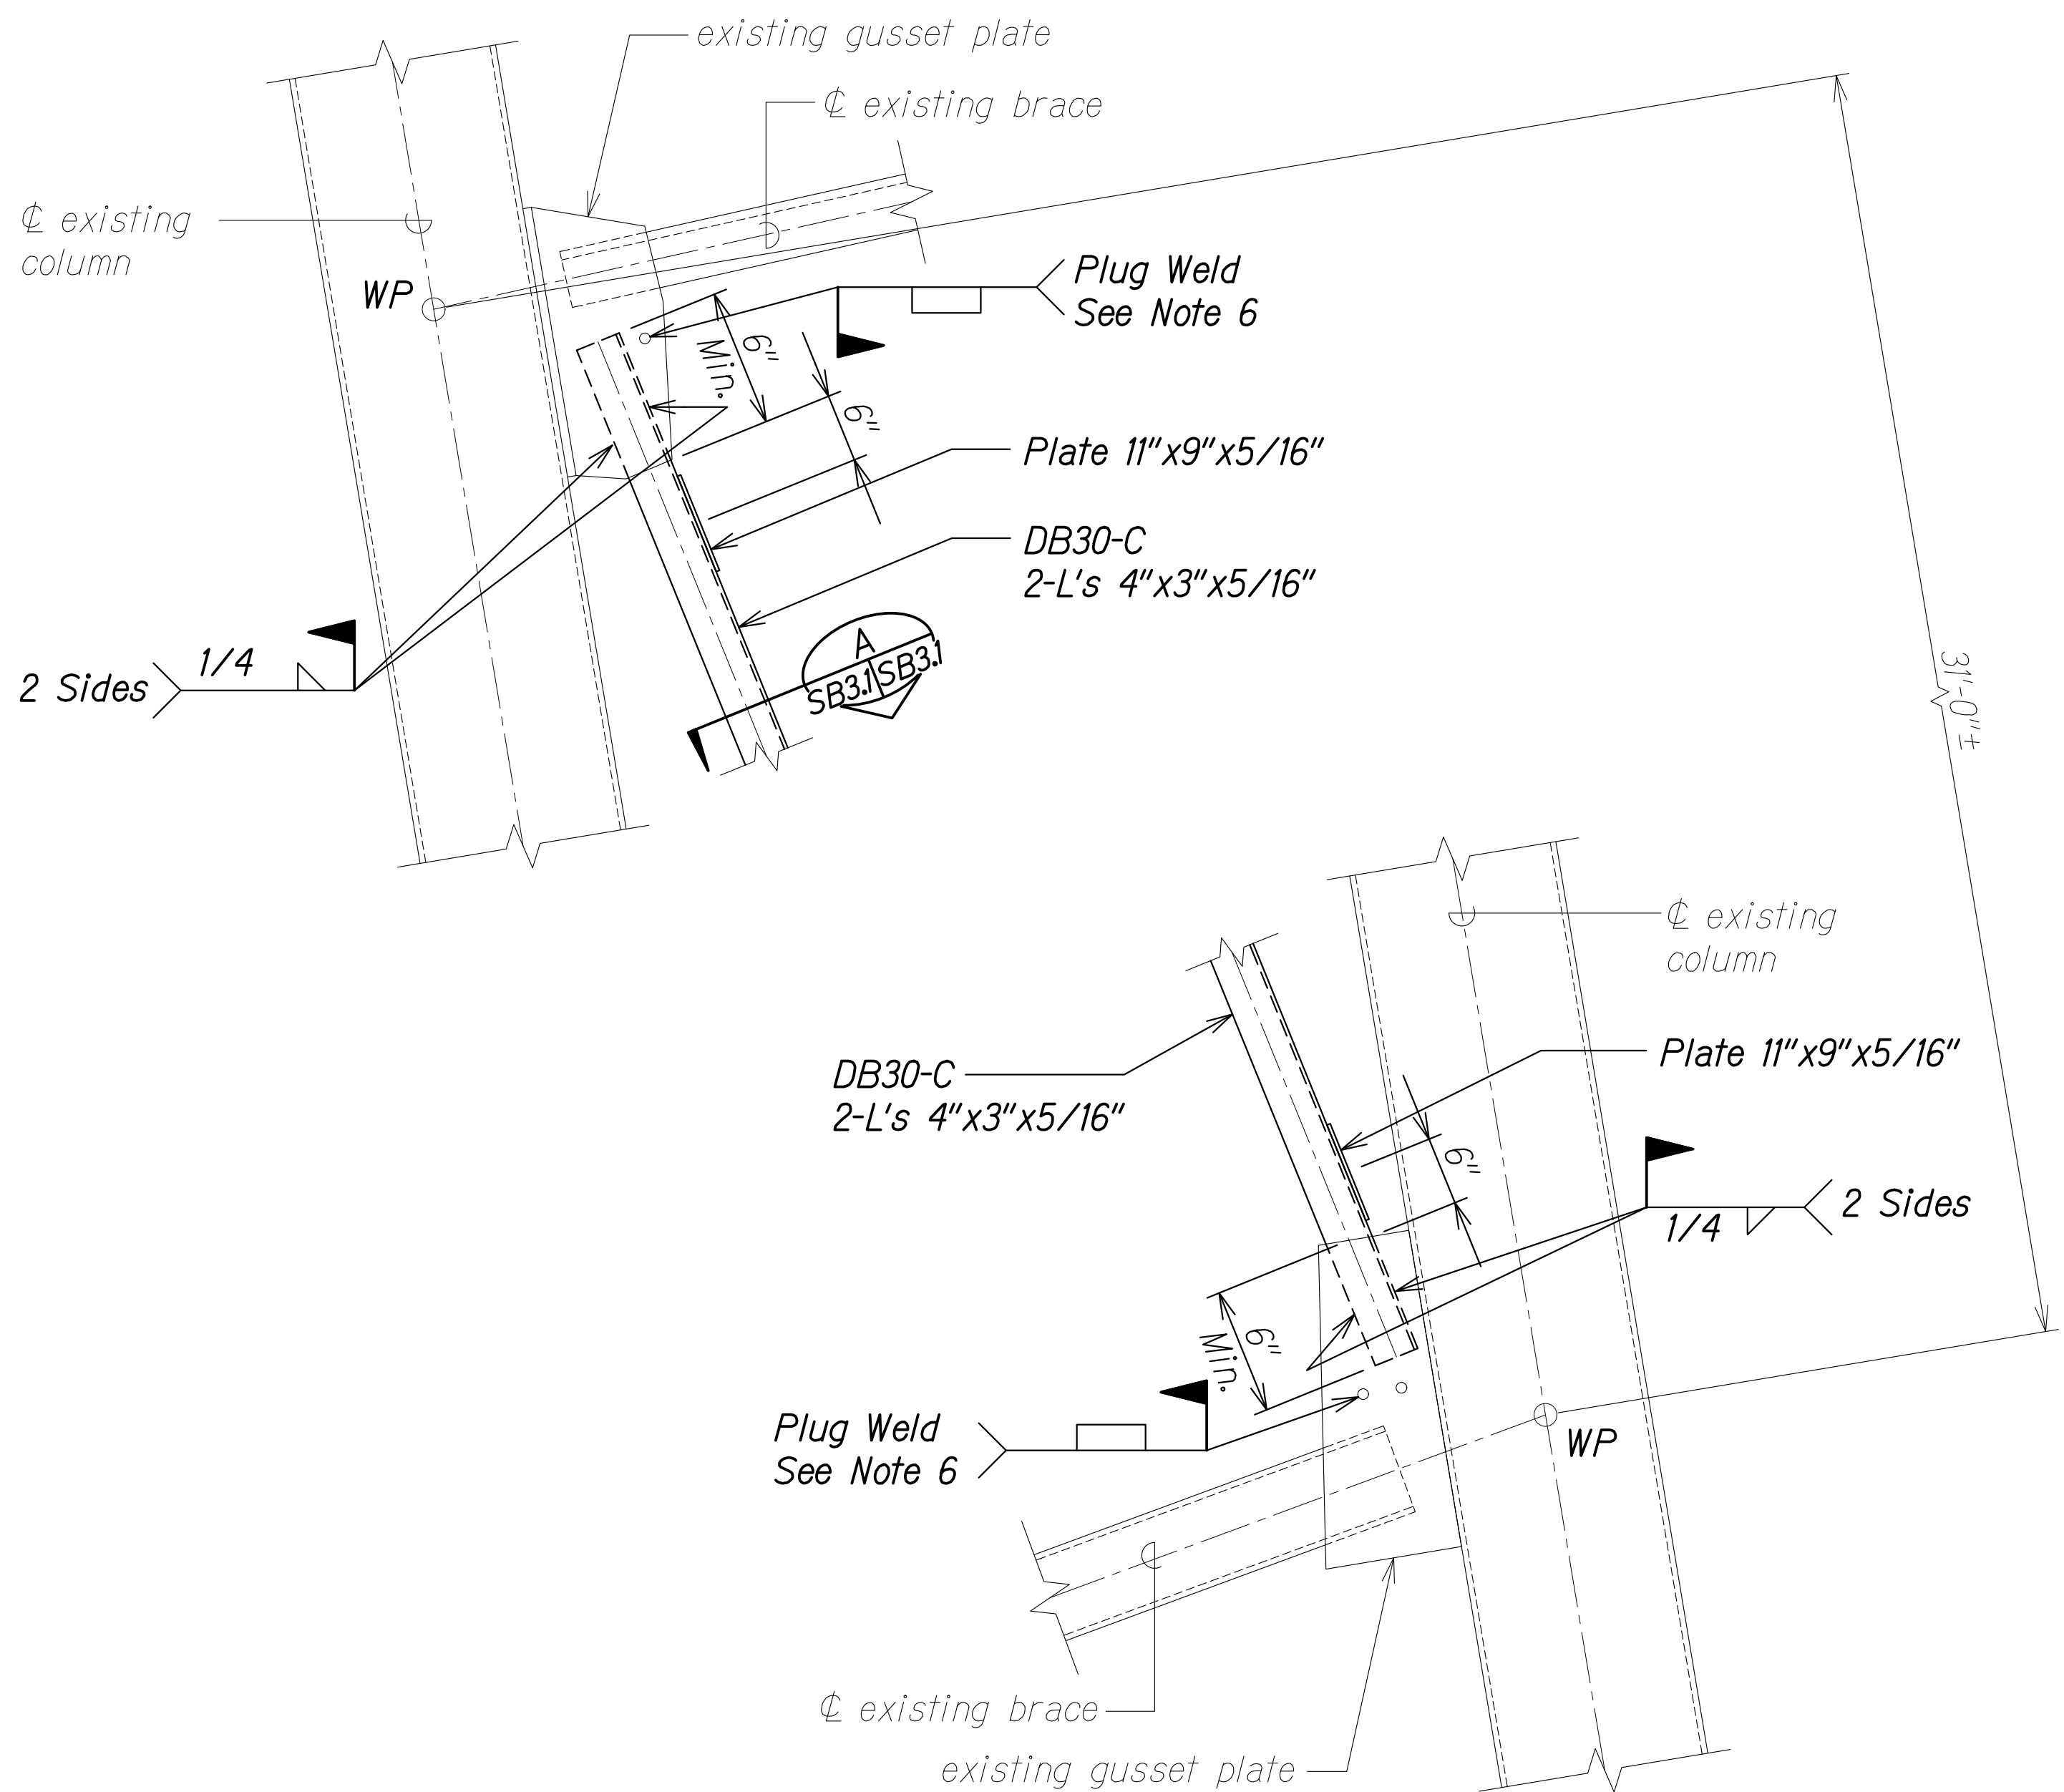 existing gusset plate
℄ existing brace
℄ existing
column
WP
Plug Weld
See Note 6
6"
Min.
6"
Plate 11"x9"x5/16"
DB30-C
2-L's 4"x3"x5/16"
A
SB3.1 SB3.1
1/4
2 Sides
31'-0"±
℄ existing
column
DB30-C
2-L's 4"x3"x5/16"
Plate 11"x9"x5/16"
6"
2 Sides
1/4
6"
Min.
Plug Weld
See Note 6
WP
℄ existing brace
existing gusset plate